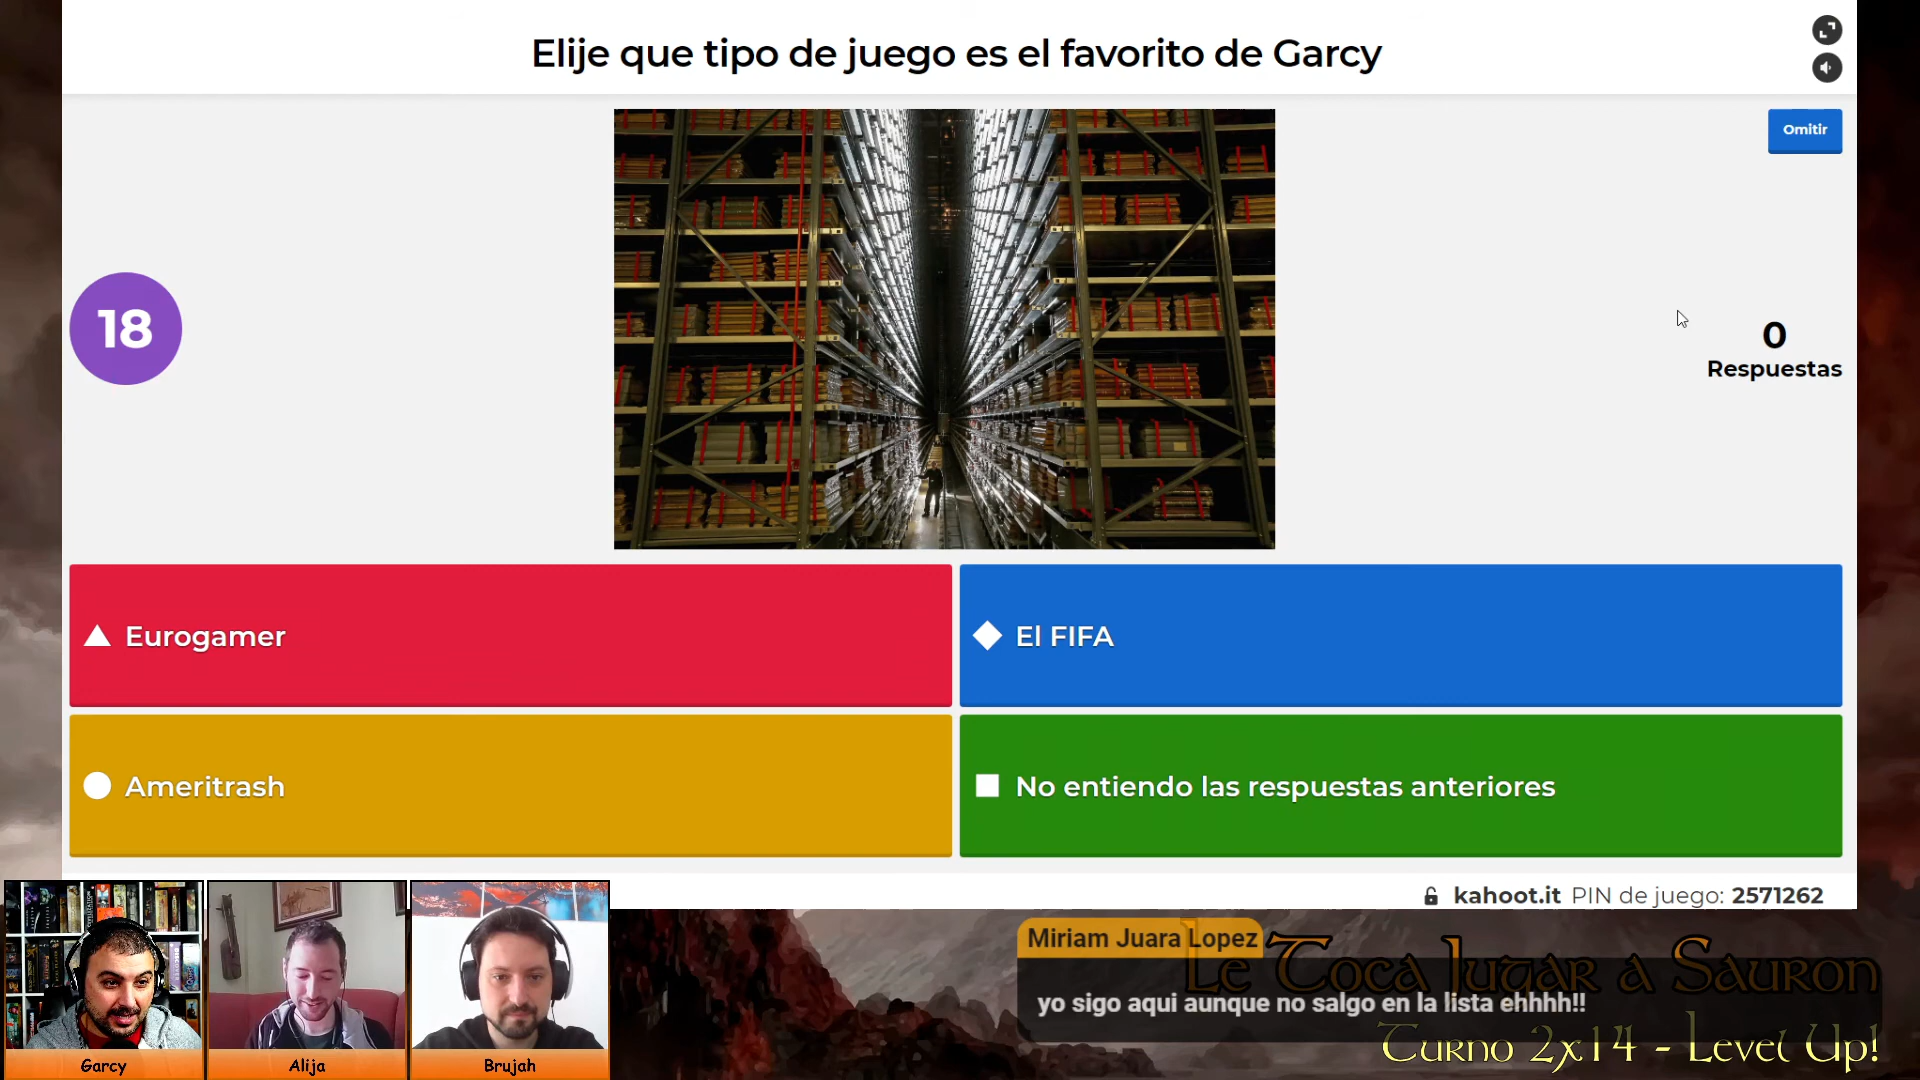 Elije que tipo de juego es el favorito de Garcy
Omitir
18
0
Respuestas
Eurogamer
El FIFA
Ameritrash
No entiendo las respuestas anteriores
kahoot.it PIN de juego: 2571262
Miriam Juara Lopez
Le Toca Jugar a Sauron
yo sigo aqui aunque no salgo en la lista ehhhh!!
Turno 2x14 - Level Up!
Garcy
Alija
Brujah